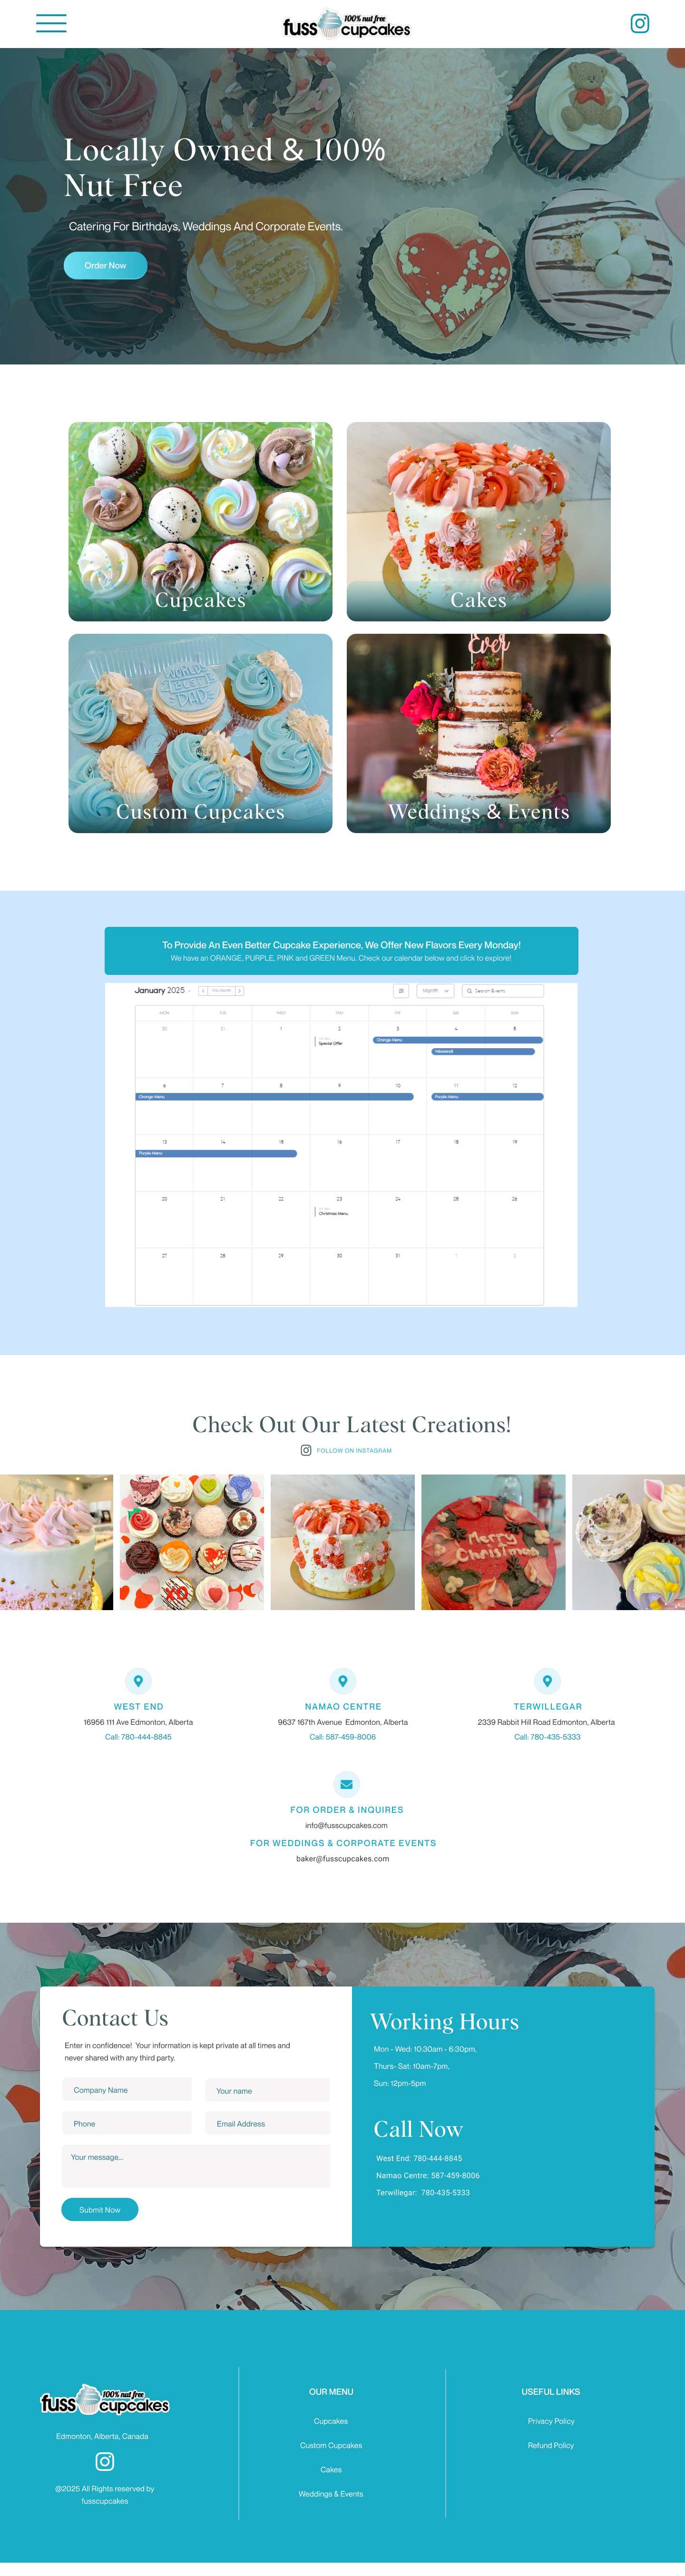 fuss 100% nut free cupcakes
Locally Owned & 100%
Nut Free
Catering For Birthdays, Weddings And Corporate Events.
Order Now
Cupcakes
Cakes
WORLDS BEST DAD
Ever
Custom Cupcakes
Weddings & Events
To Provide An Even Better Cupcake Experience, We Offer New Flavors Every Monday!
We have an ORANGE, PURPLE, PINK and GREEN Menu. Check our calendar below and click to explore!
January 2025
This Month
Month
Search Events
MON TUE WED THU FRI SAT SUN
30 31 1 2 3 4 5
Special Offer
Orange Menu
6 7 8 9 10 11 12
Orange Menu
Purple Menu
13 14 15 16 17 18 19
Purple Menu
20 21 22 23 24 25 26
Christmas Menu
27 28 29 30 31 1 2
Check Out Our Latest Creations!
FOLLOW ON INSTAGRAM
XO
Merry
Christmas
WEST END
16956 111 Ave Edmonton, Alberta
Call: 780-444-8845
NAMAO CENTRE
9637 167th Avenue Edmonton, Alberta
Call: 587-459-8006
TERWILLEGAR
2339 Rabbit Hill Road Edmonton, Alberta
Call: 780-435-5333
FOR ORDER & INQUIRES
info@fusscupcakes.com
FOR WEDDINGS & CORPORATE EVENTS
baker@fusscupcakes.com
Contact Us
Enter in confidence! Your information is kept private at all times and
never shared with any third party.
Company Name
Your name
Phone
Email Address
Your message...
Submit Now
Working Hours
Mon - Wed: 10:30am - 6:30pm,
Thurs- Sat: 10am-7pm,
Sun: 12pm-5pm
Call Now
West End: 780-444-8845
Namao Centre: 587-459-8006
Terwillegar: 780-435-5333
fuss 100% nut free cupcakes
Edmonton, Alberta, Canada
@2025 All Rights reserved by
fusscupcakes
OUR MENU
Cupcakes
Custom Cupcakes
Cakes
Weddings & Events
USEFUL LINKS
Privacy Policy
Refund Policy